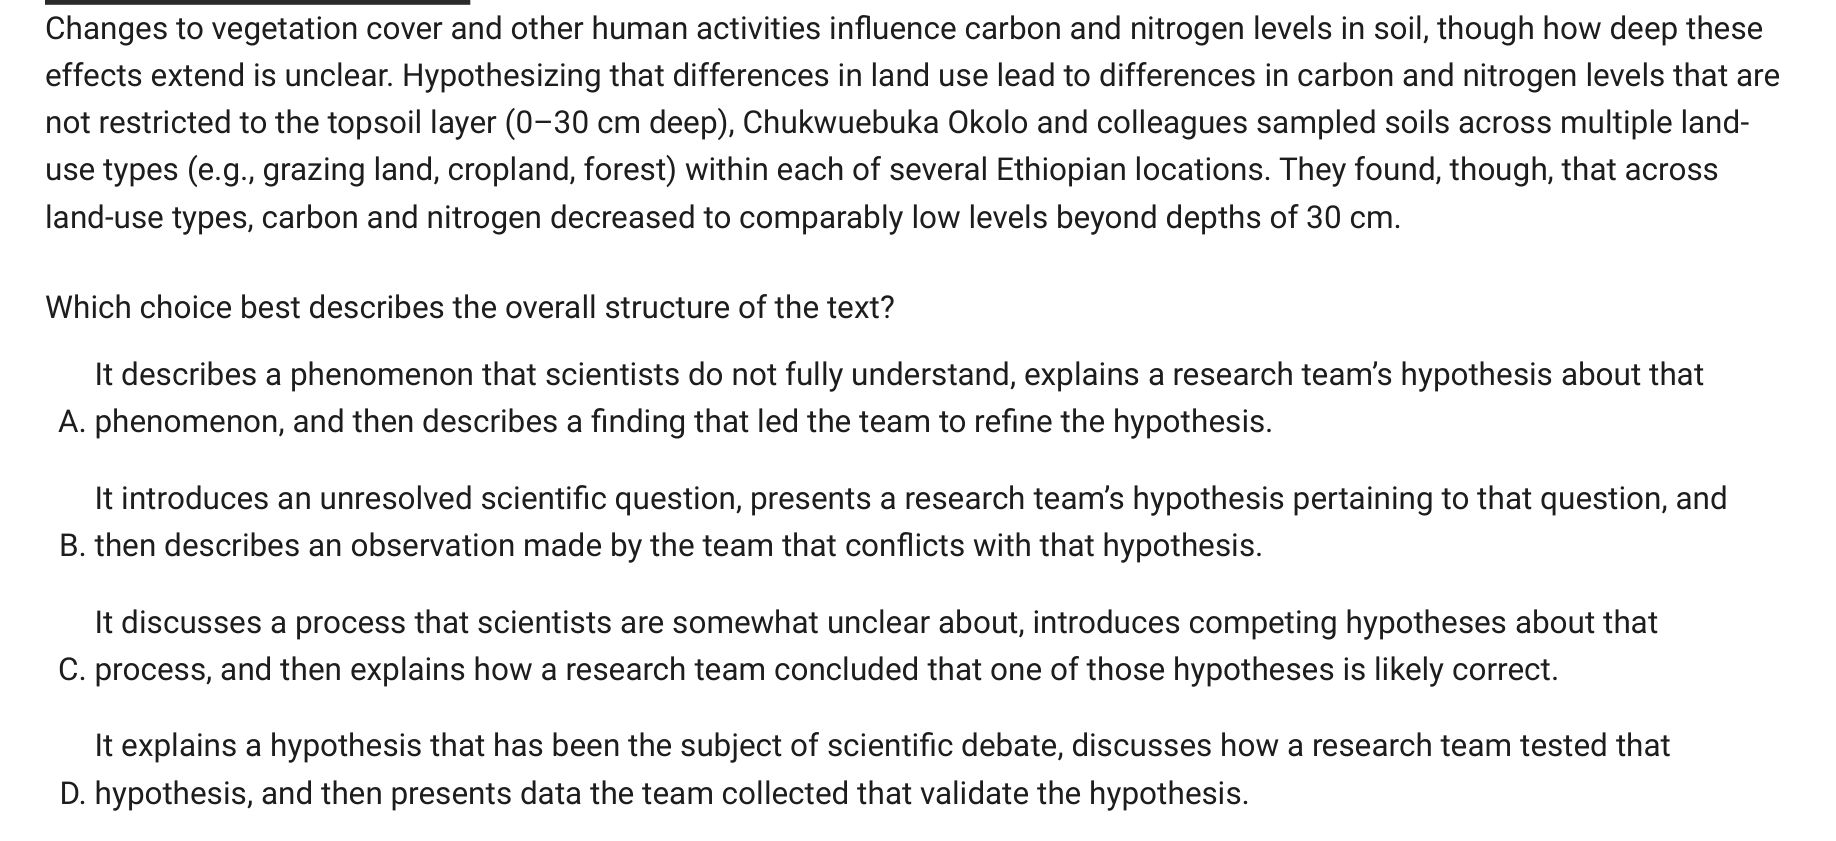 Changes to vegetation cover and other human activities influence carbon and nitrogen levels in soil, though how deep these
effects extend is unclear. Hypothesizing that differences in land use lead to differences in carbon and nitrogen levels that are
not restricted to the topsoil layer (0–30 cm deep), Chukwuebuka Okolo and colleagues sampled soils across multiple land-
use types (e.g., grazing land, cropland, forest) within each of several Ethiopian locations. They found, though, that across
land-use types, carbon and nitrogen decreased to comparably low levels beyond depths of 30 cm.
Which choice best describes the overall structure of the text?
It describes a phenomenon that scientists do not fully understand, explains a research team’s hypothesis about that
A. phenomenon, and then describes a finding that led the team to refine the hypothesis.
It introduces an unresolved scientific question, presents a research team’s hypothesis pertaining to that question, and
B. then describes an observation made by the team that conflicts with that hypothesis.
It discusses a process that scientists are somewhat unclear about, introduces competing hypotheses about that
C. process, and then explains how a research team concluded that one of those hypotheses is likely correct.
It explains a hypothesis that has been the subject of scientific debate, discusses how a research team tested that
D. hypothesis, and then presents data the team collected that validate the hypothesis.